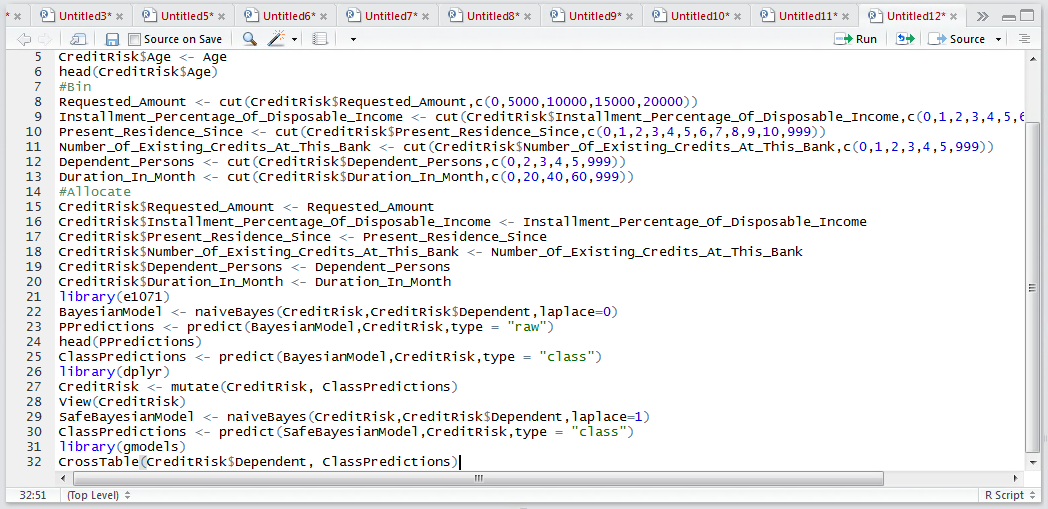 Untitled3* Untitled5* Untitled6* Untitled7* Untitled8* Untitled9* Untitled10* Untitled11* Untitled12*
Source on Save Run Source
5 CreditRisk$Age <- Age
6 head(CreditRisk$Age)
7 #Bin
8 Requested_Amount <- cut(CreditRisk$Requested_Amount,c(0,5000,10000,15000,20000))
9 Installment_Percentage_Of_Disposable_Income <- cut(CreditRisk$Installment_Percentage_Of_Disposable_Income,c(0,1,2,3,4,5,6
10 Present_Residence_Since <- cut(CreditRisk$Present_Residence_Since,c(0,1,2,3,4,5,6,7,8,9,10,999))
11 Number_Of_Existing_Credits_At_This_Bank <- cut(CreditRisk$Number_Of_Existing_Credits_At_This_Bank,c(0,1,2,3,4,5,999))
12 Dependent_Persons <- cut(CreditRisk$Dependent_Persons,c(0,2,3,4,5,999))
13 Duration_In_Month <- cut(CreditRisk$Duration_In_Month,c(0,20,40,60,999))
14 #Allocate
15 CreditRisk$Requested_Amount <- Requested_Amount
16 CreditRisk$Installment_Percentage_Of_Disposable_Income <- Installment_Percentage_Of_Disposable_Income
17 CreditRisk$Present_Residence_Since <- Present_Residence_Since
18 CreditRisk$Number_Of_Existing_Credits_At_This_Bank <- Number_Of_Existing_Credits_At_This_Bank
19 CreditRisk$Dependent_Persons <- Dependent_Persons
20 CreditRisk$Duration_In_Month <- Duration_In_Month
21 library(e1071)
22 BayesianModel <- naiveBayes(CreditRisk,CreditRisk$Dependent,laplace=0)
23 PPredictions <- predict(BayesianModel,CreditRisk,type = "raw")
24 head(PPredictions)
25 ClassPredictions <- predict(BayesianModel,CreditRisk,type = "class")
26 library(dplyr)
27 CreditRisk <- mutate(CreditRisk, ClassPredictions)
28 View(CreditRisk)
29 SafeBayesianModel <- naiveBayes(CreditRisk,CreditRisk$Dependent,laplace=1)
30 ClassPredictions <- predict(SafeBayesianModel,CreditRisk,type = "class")
31 library(gmodels)
32 CrossTable(CreditRisk$Dependent, ClassPredictions)
32:51 (Top Level) R Script